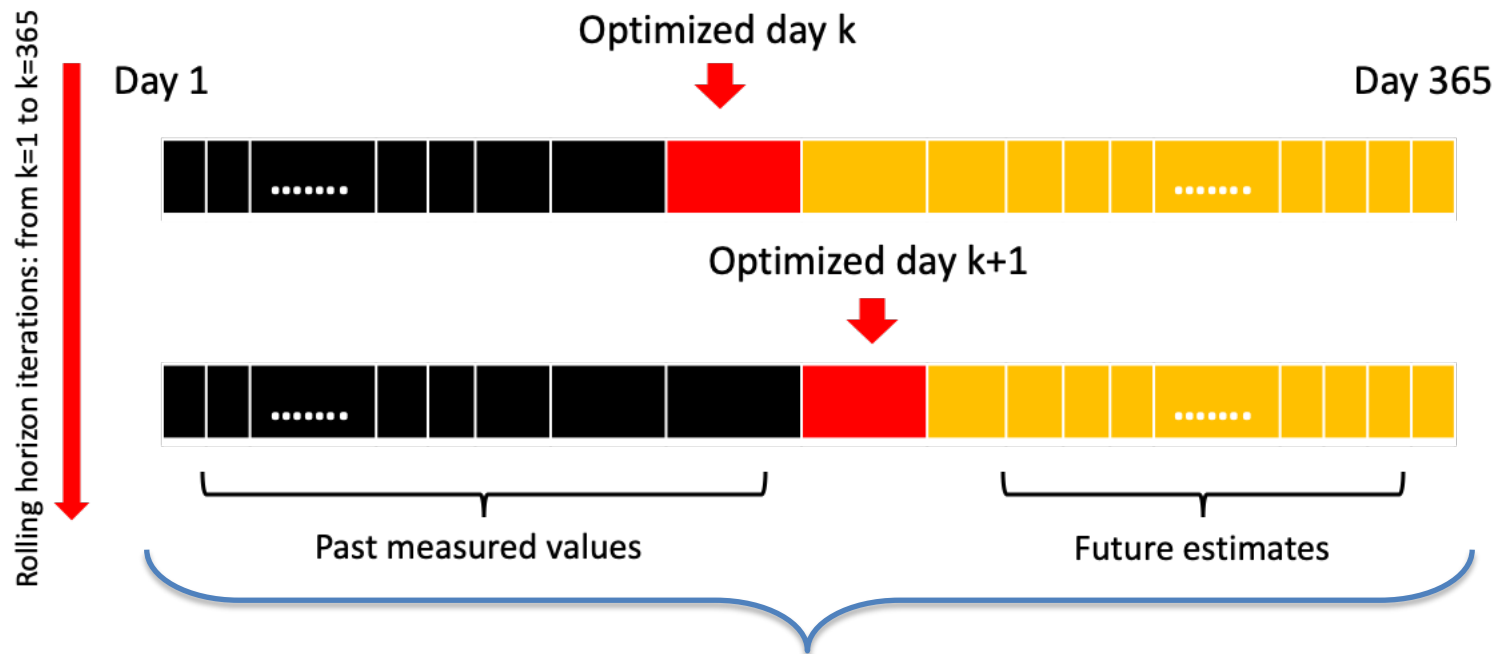 Rolling horizon iterations: from k=1 to k=365
Optimized day k
Day 1
Day 365
.......
.......
Optimized day k+1
.......
.......
Past measured values
Future estimates